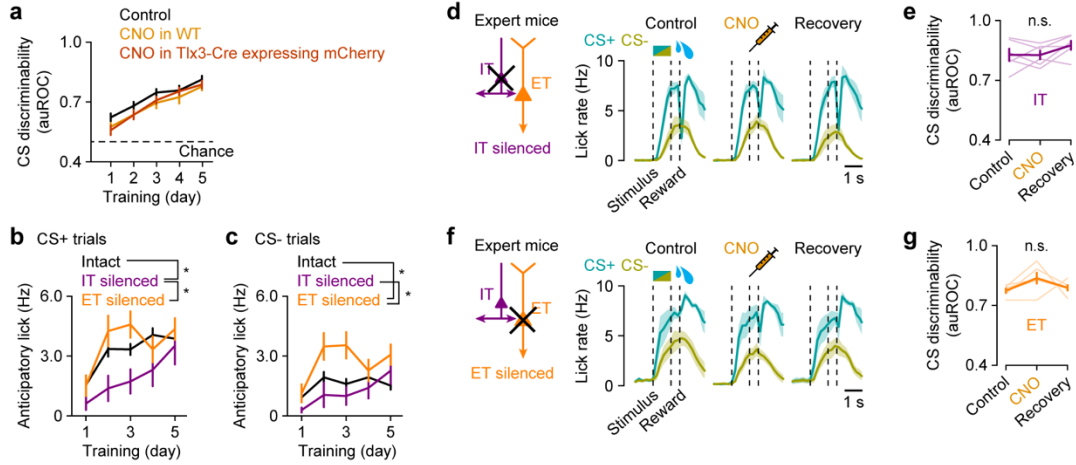 a
Control
CNO in WT
CNO in Tlx3-Cre expressing mCherry
CS discriminability
(auROC)
1.0
0.7
0.4
Chance
1 2 3 4 5
Training (day)
b CS+ trials
Intact
IT silenced
ET silenced
*
*
Anticipatory lick (Hz)
6.0
3.0
0
1 3 5
Training (day)
c CS- trials
Intact
IT silenced
ET silenced
*
*
Anticipatory lick (Hz)
6.0
3.0
0
1 3 5
Training (day)
d
Expert mice
IT
ET
IT silenced
Control CNO Recovery
CS+ CS-
Lick rate (Hz)
10
5
0
Stimulus
Reward
1 s
e
n.s.
CS discriminability
(auROC)
1.0
0.7
0.4
IT
Control
CNO
Recovery
f
Expert mice
IT
ET
ET silenced
Control CNO Recovery
CS+ CS-
Lick rate (Hz)
10
5
0
Stimulus
Reward
1 s
g
n.s.
CS discriminability
(auROC)
1.0
0.7
0.4
ET
Control
CNO
Recovery